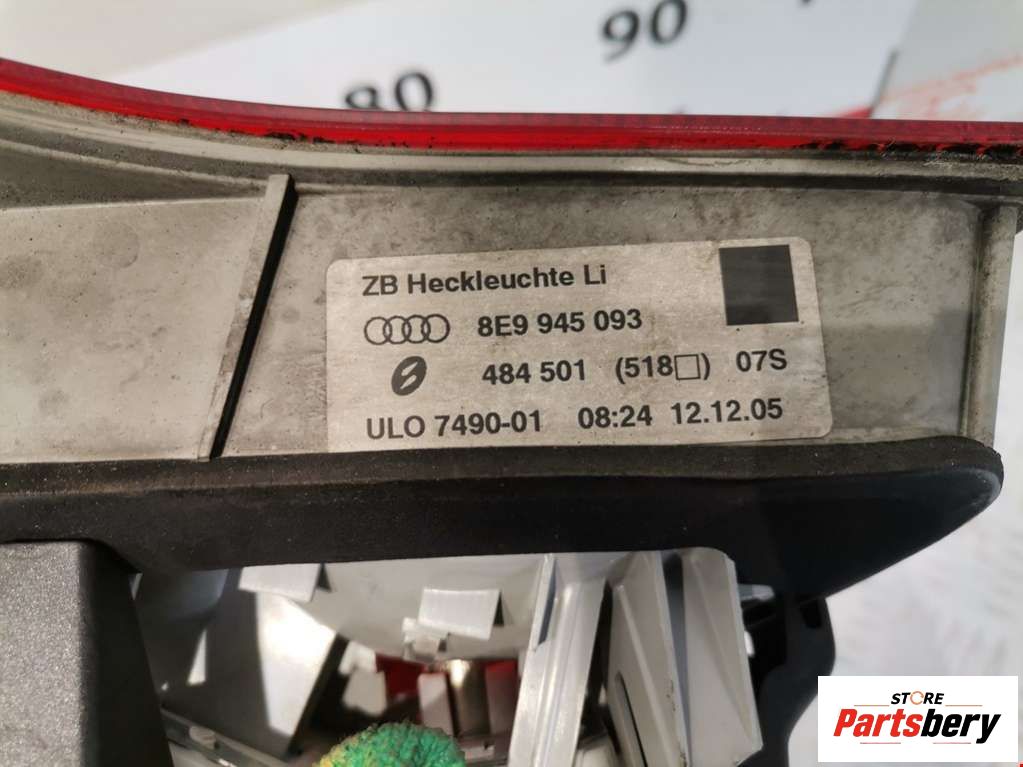 90
80
ZB Heckleuchte Li
8E9 945 093
484 501 (518□) 07S
ULO 7490-01 08:24 12.12.05
STORE
Partsbery